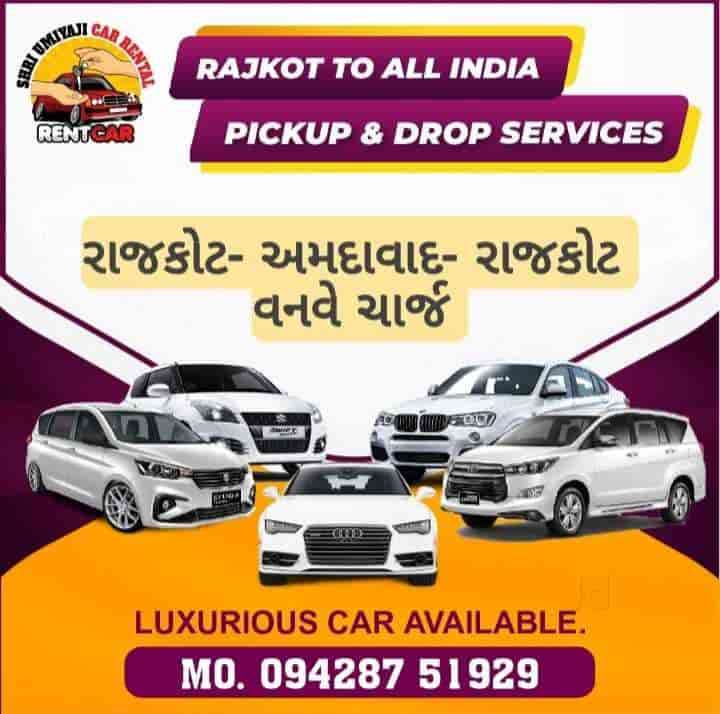 SHRI UMIYAJI CAR RENTAL
RENTCAR
RAJKOT TO ALL INDIA
PICKUP & DROP SERVICES
રાજકોટ- અમદાવાદ- રાજકોટ
વનવે ચાર્જ
LUXURIOUS CAR AVAILABLE.
MO. 094287 51929